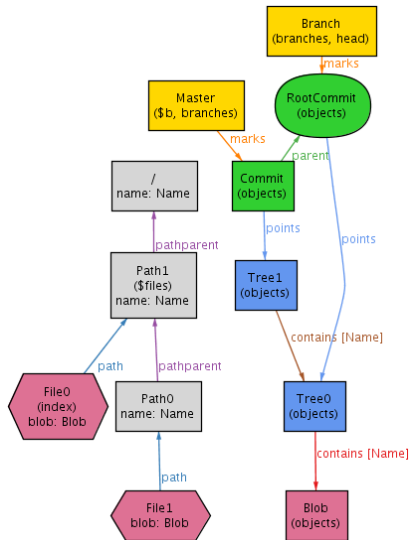 Branch
(branches, head)
marks
Master
($b, branches)
RootCommit
(objects)
marks
parent
/
name: Name
Commit
(objects)
pathparent
points
points
Path1
($files)
name: Name
Tree1
(objects)
path
pathparent
contains [Name]
File0
(index)
blob: Blob
Path0
name: Name
Tree0
(objects)
path
contains [Name]
File1
blob: Blob
Blob
(objects)